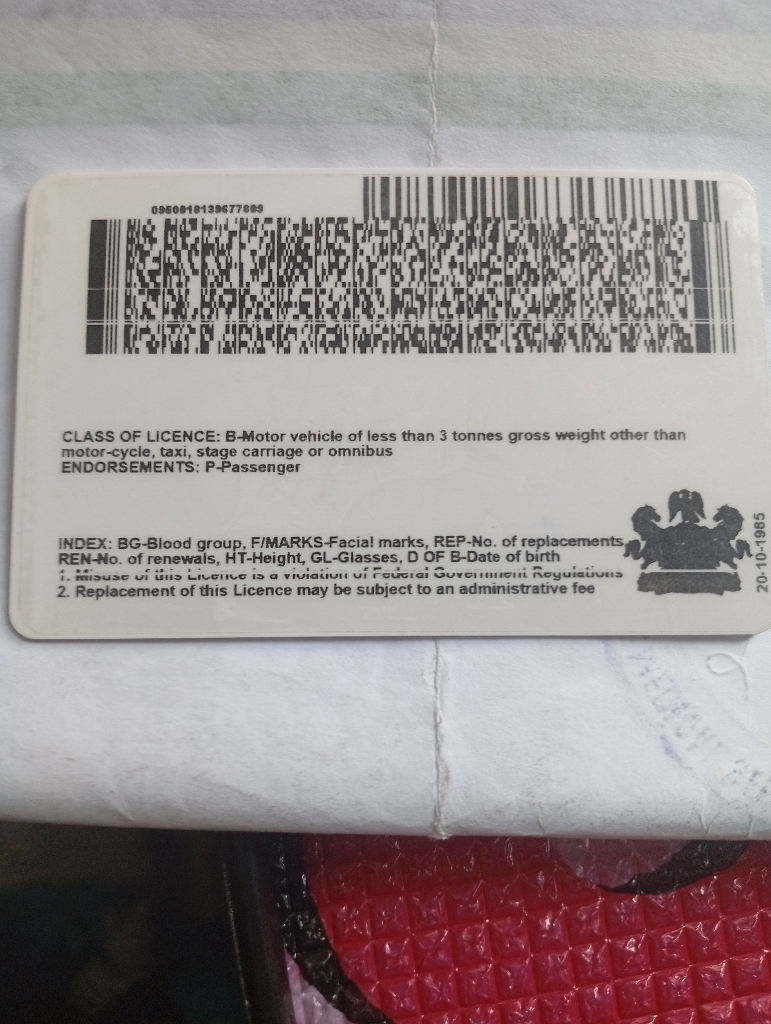 0950818139677889
CLASS OF LICENCE: B-Motor vehicle of less than 3 tonnes gross weight other than
motor-cycle, taxi, stage carriage or omnibus
ENDORSEMENTS: P-Passenger
INDEX: BG-Blood group, F/MARKS-Facial marks, REP-No. of replacements
REN-No. of renewals, HT-Height, GL-Glasses, D OF B-Date of birth
1. Misuse of this Licence is a violation of Federal Government Regulations
2. Replacement of this Licence may be subject to an administrative fee
20-10-1985